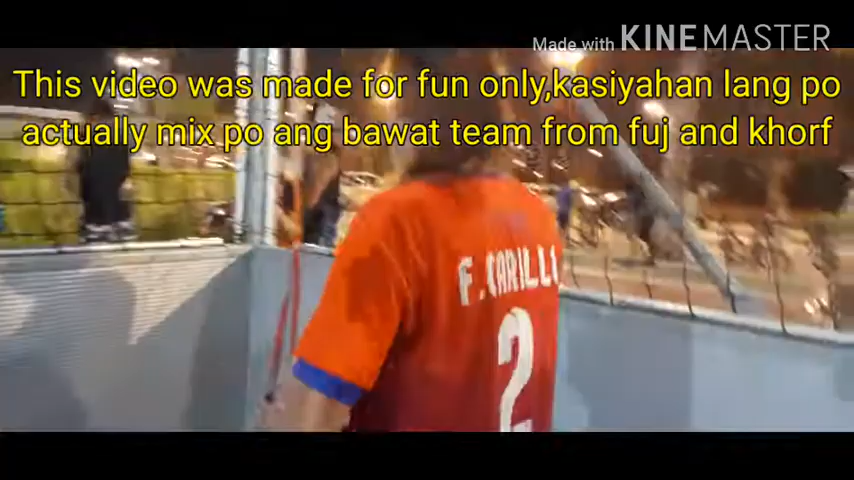 Made with KINEMASTER
This video was made for fun only,kasiyahan lang po
actually mix po ang bawat team from fuj and khorf
F. CARILLI
2